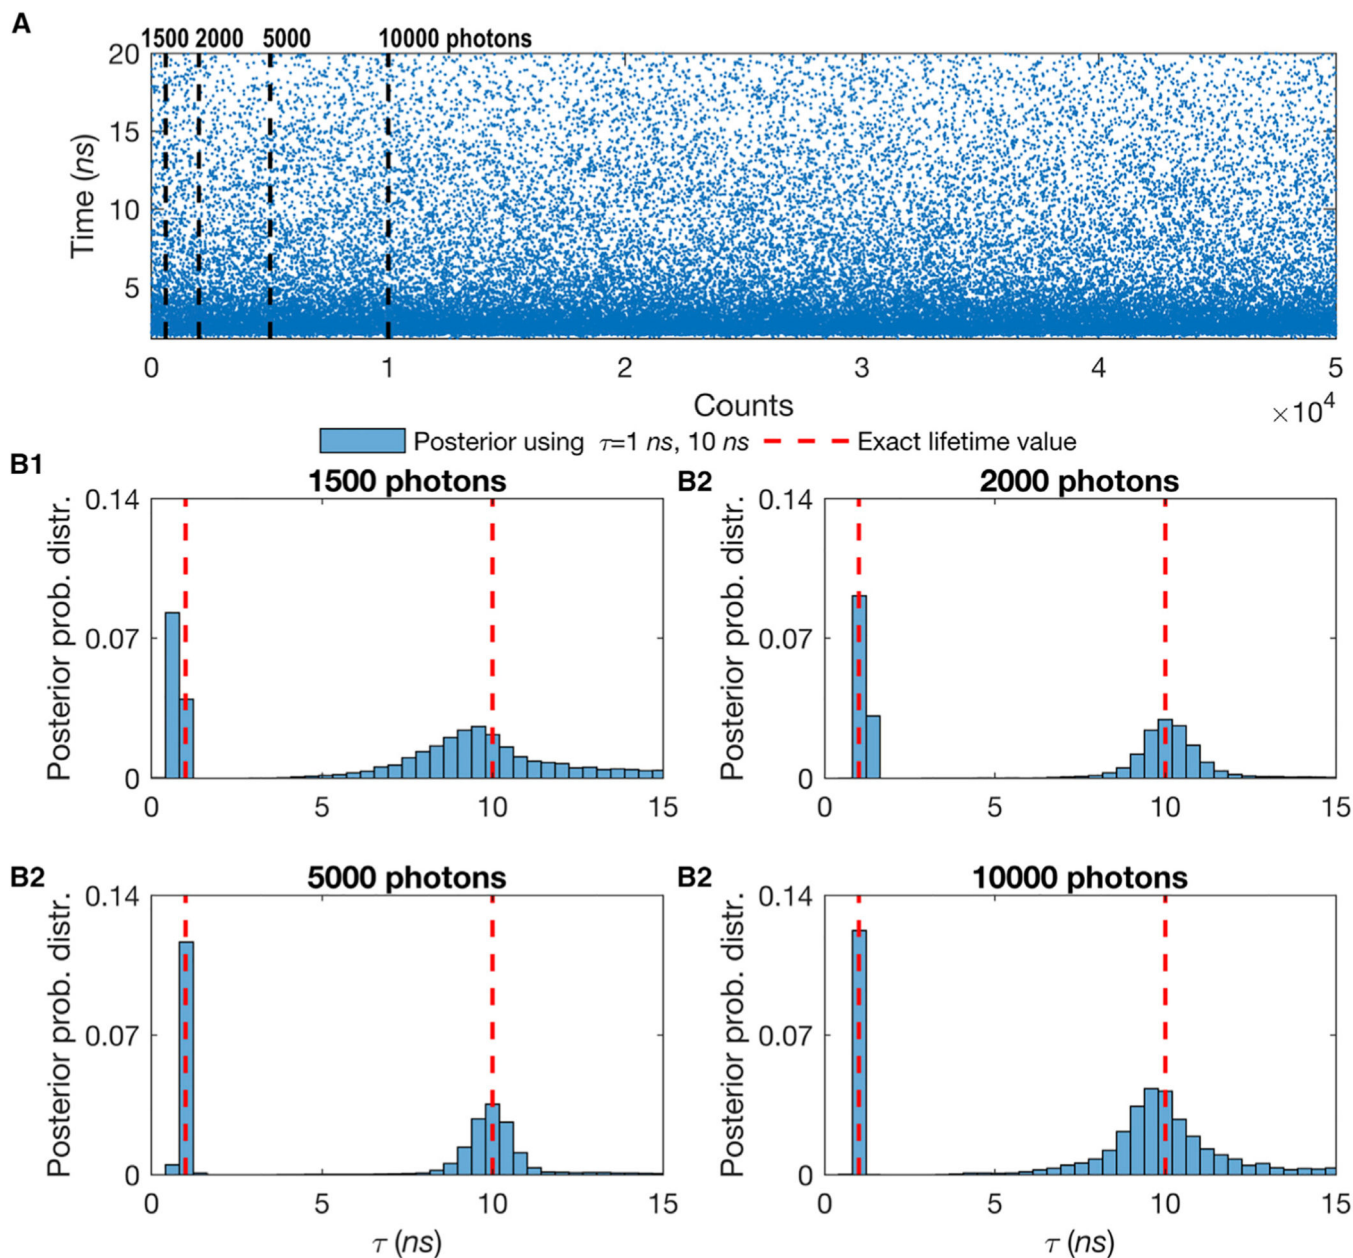 A
1500 2000 5000 10000 photons
20
15
10
5
Time (ns)
0 1 2 3 4 5
Counts
×10⁴
Posterior using τ=1 ns, 10 ns Exact lifetime value
B1
1500 photons
Posterior prob. distr.
0.14
0.07
0
0 5 10 15
B2
2000 photons
Posterior prob. distr.
0.14
0.07
0
0 5 10 15
B2
5000 photons
Posterior prob. distr.
0.14
0.07
0
0 5 10 15
τ (ns)
B2
10000 photons
Posterior prob. distr.
0.14
0.07
0
0 5 10 15
τ (ns)